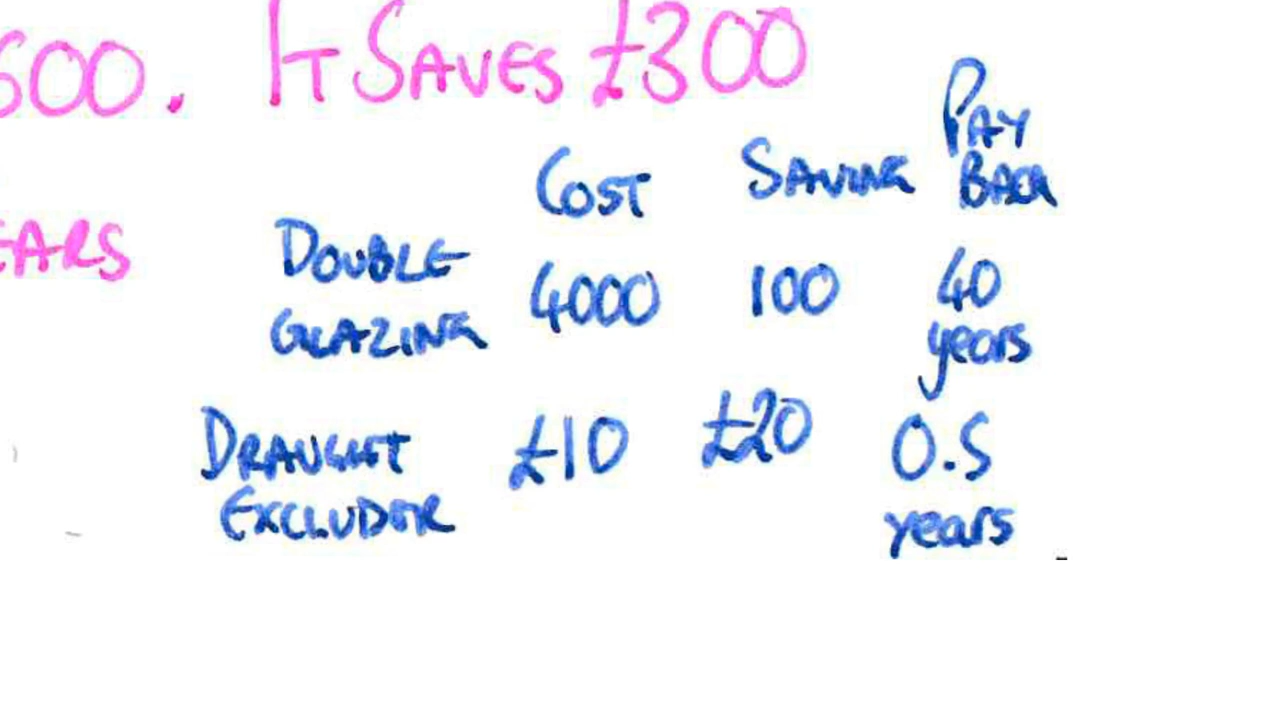 600. IT SAVES £300
EARS
COST SAVING PAY BACK
DOUBLE GLAZING 4000 100 40 years
DRAUGHT EXCLUDER £10 £20 0.5 years